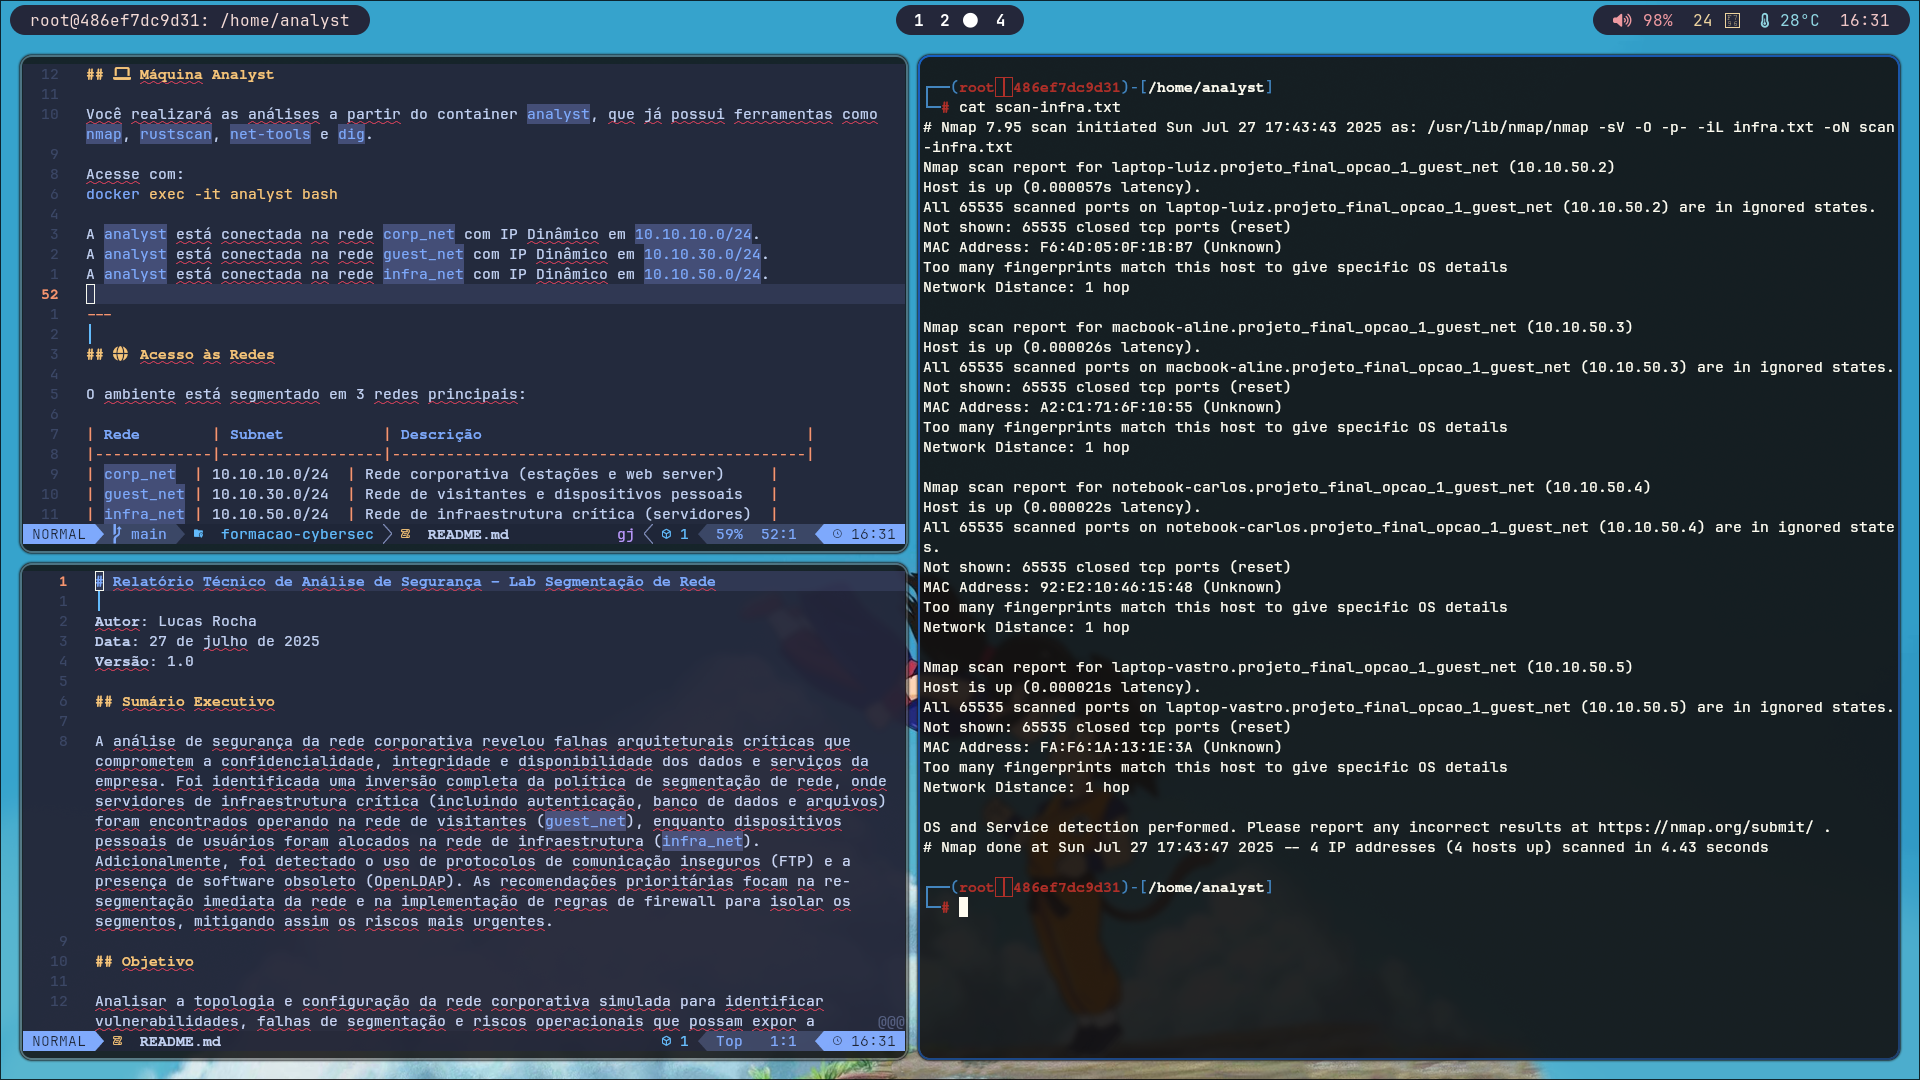 root@486ef7dc9d31: /home/analyst
1 2 4
98% 24 28°C 16:31
12 ## Máquina Analyst
11
10 Você realizará as análises a partir do container analyst, que já possui ferramentas como
nmap, rustscan, net-tools e dig.
9
8 Acesse com:
6 docker exec -it analyst bash
4
3 A analyst está conectada na rede corp_net com IP Dinâmico em 10.10.10.0/24.
2 A analyst está conectada na rede guest_net com IP Dinâmico em 10.10.30.0/24.
1 A analyst está conectada na rede infra_net com IP Dinâmico em 10.10.50.0/24.
52
1 ---
2
3 ## Acesso às Redes
4
5 O ambiente está segmentado em 3 redes principais:
6
7 | Rede | Subnet | Descrição |
8 |-------------|------------------|----------------------------------------------|
9 | corp_net | 10.10.10.0/24 | Rede corporativa (estações e web server) |
10 | guest_net | 10.10.30.0/24 | Rede de visitantes e dispositivos pessoais |
11 | infra_net | 10.10.50.0/24 | Rede de infraestrutura crítica (servidores) |
NORMAL main formacao-cybersec README.md gj 1 59% 52:1 16:31
1 # Relatório Técnico de Análise de Segurança – Lab Segmentação de Rede
1
2 Autor: Lucas Rocha
3 Data: 27 de julho de 2025
4 Versão: 1.0
5
6 ## Sumário Executivo
7
8 A análise de segurança da rede corporativa revelou falhas arquiteturais críticas que
comprometem a confidencialidade, integridade e disponibilidade dos dados e serviços da
empresa. Foi identificada uma inversão completa da política de segmentação de rede, onde
servidores de infraestrutura crítica (incluindo autenticação, banco de dados e arquivos)
foram encontrados operando na rede de visitantes (guest_net), enquanto dispositivos
pessoais de usuários foram alocados na rede de infraestrutura (infra_net).
Adicionalmente, foi detectado o uso de protocolos de comunicação inseguros (FTP) e a
presença de software obsoleto (OpenLDAP). As recomendações prioritárias focam na re-
segmentação imediata da rede e na implementação de regras de firewall para isolar os
segmentos, mitigando assim os riscos mais urgentes.
9
10 ## Objetivo
11
12 Analisar a topologia e configuração da rede corporativa simulada para identificar
vulnerabilidades, falhas de segmentação e riscos operacionais que possam expor a @@@
NORMAL README.md 1 Top 1:1 16:31
┌──(root 486ef7dc9d31)-[/home/analyst]
└─# cat scan-infra.txt
# Nmap 7.95 scan initiated Sun Jul 27 17:43:43 2025 as: /usr/lib/nmap/nmap -sV -O -p- -iL infra.txt -oN scan
-infra.txt
Nmap scan report for laptop-luiz.projeto_final_opcao_1_guest_net (10.10.50.2)
Host is up (0.000057s latency).
All 65535 scanned ports on laptop-luiz.projeto_final_opcao_1_guest_net (10.10.50.2) are in ignored states.
Not shown: 65535 closed tcp ports (reset)
MAC Address: F6:4D:05:0F:1B:B7 (Unknown)
Too many fingerprints match this host to give specific OS details
Network Distance: 1 hop
Nmap scan report for macbook-aline.projeto_final_opcao_1_guest_net (10.10.50.3)
Host is up (0.000026s latency).
All 65535 scanned ports on macbook-aline.projeto_final_opcao_1_guest_net (10.10.50.3) are in ignored states.
Not shown: 65535 closed tcp ports (reset)
MAC Address: A2:C1:71:6F:10:55 (Unknown)
Too many fingerprints match this host to give specific OS details
Network Distance: 1 hop
Nmap scan report for notebook-carlos.projeto_final_opcao_1_guest_net (10.10.50.4)
Host is up (0.000022s latency).
All 65535 scanned ports on notebook-carlos.projeto_final_opcao_1_guest_net (10.10.50.4) are in ignored state
s.
Not shown: 65535 closed tcp ports (reset)
MAC Address: 92:E2:10:46:15:48 (Unknown)
Too many fingerprints match this host to give specific OS details
Network Distance: 1 hop
Nmap scan report for laptop-vastro.projeto_final_opcao_1_guest_net (10.10.50.5)
Host is up (0.000021s latency).
All 65535 scanned ports on laptop-vastro.projeto_final_opcao_1_guest_net (10.10.50.5) are in ignored states.
Not shown: 65535 closed tcp ports (reset)
MAC Address: FA:F6:1A:13:1E:3A (Unknown)
Too many fingerprints match this host to give specific OS details
Network Distance: 1 hop
OS and Service detection performed. Please report any incorrect results at https://nmap.org/submit/ .
# Nmap done at Sun Jul 27 17:43:47 2025 -- 4 IP addresses (4 hosts up) scanned in 4.43 seconds
┌──(root 486ef7dc9d31)-[/home/analyst]
└─#